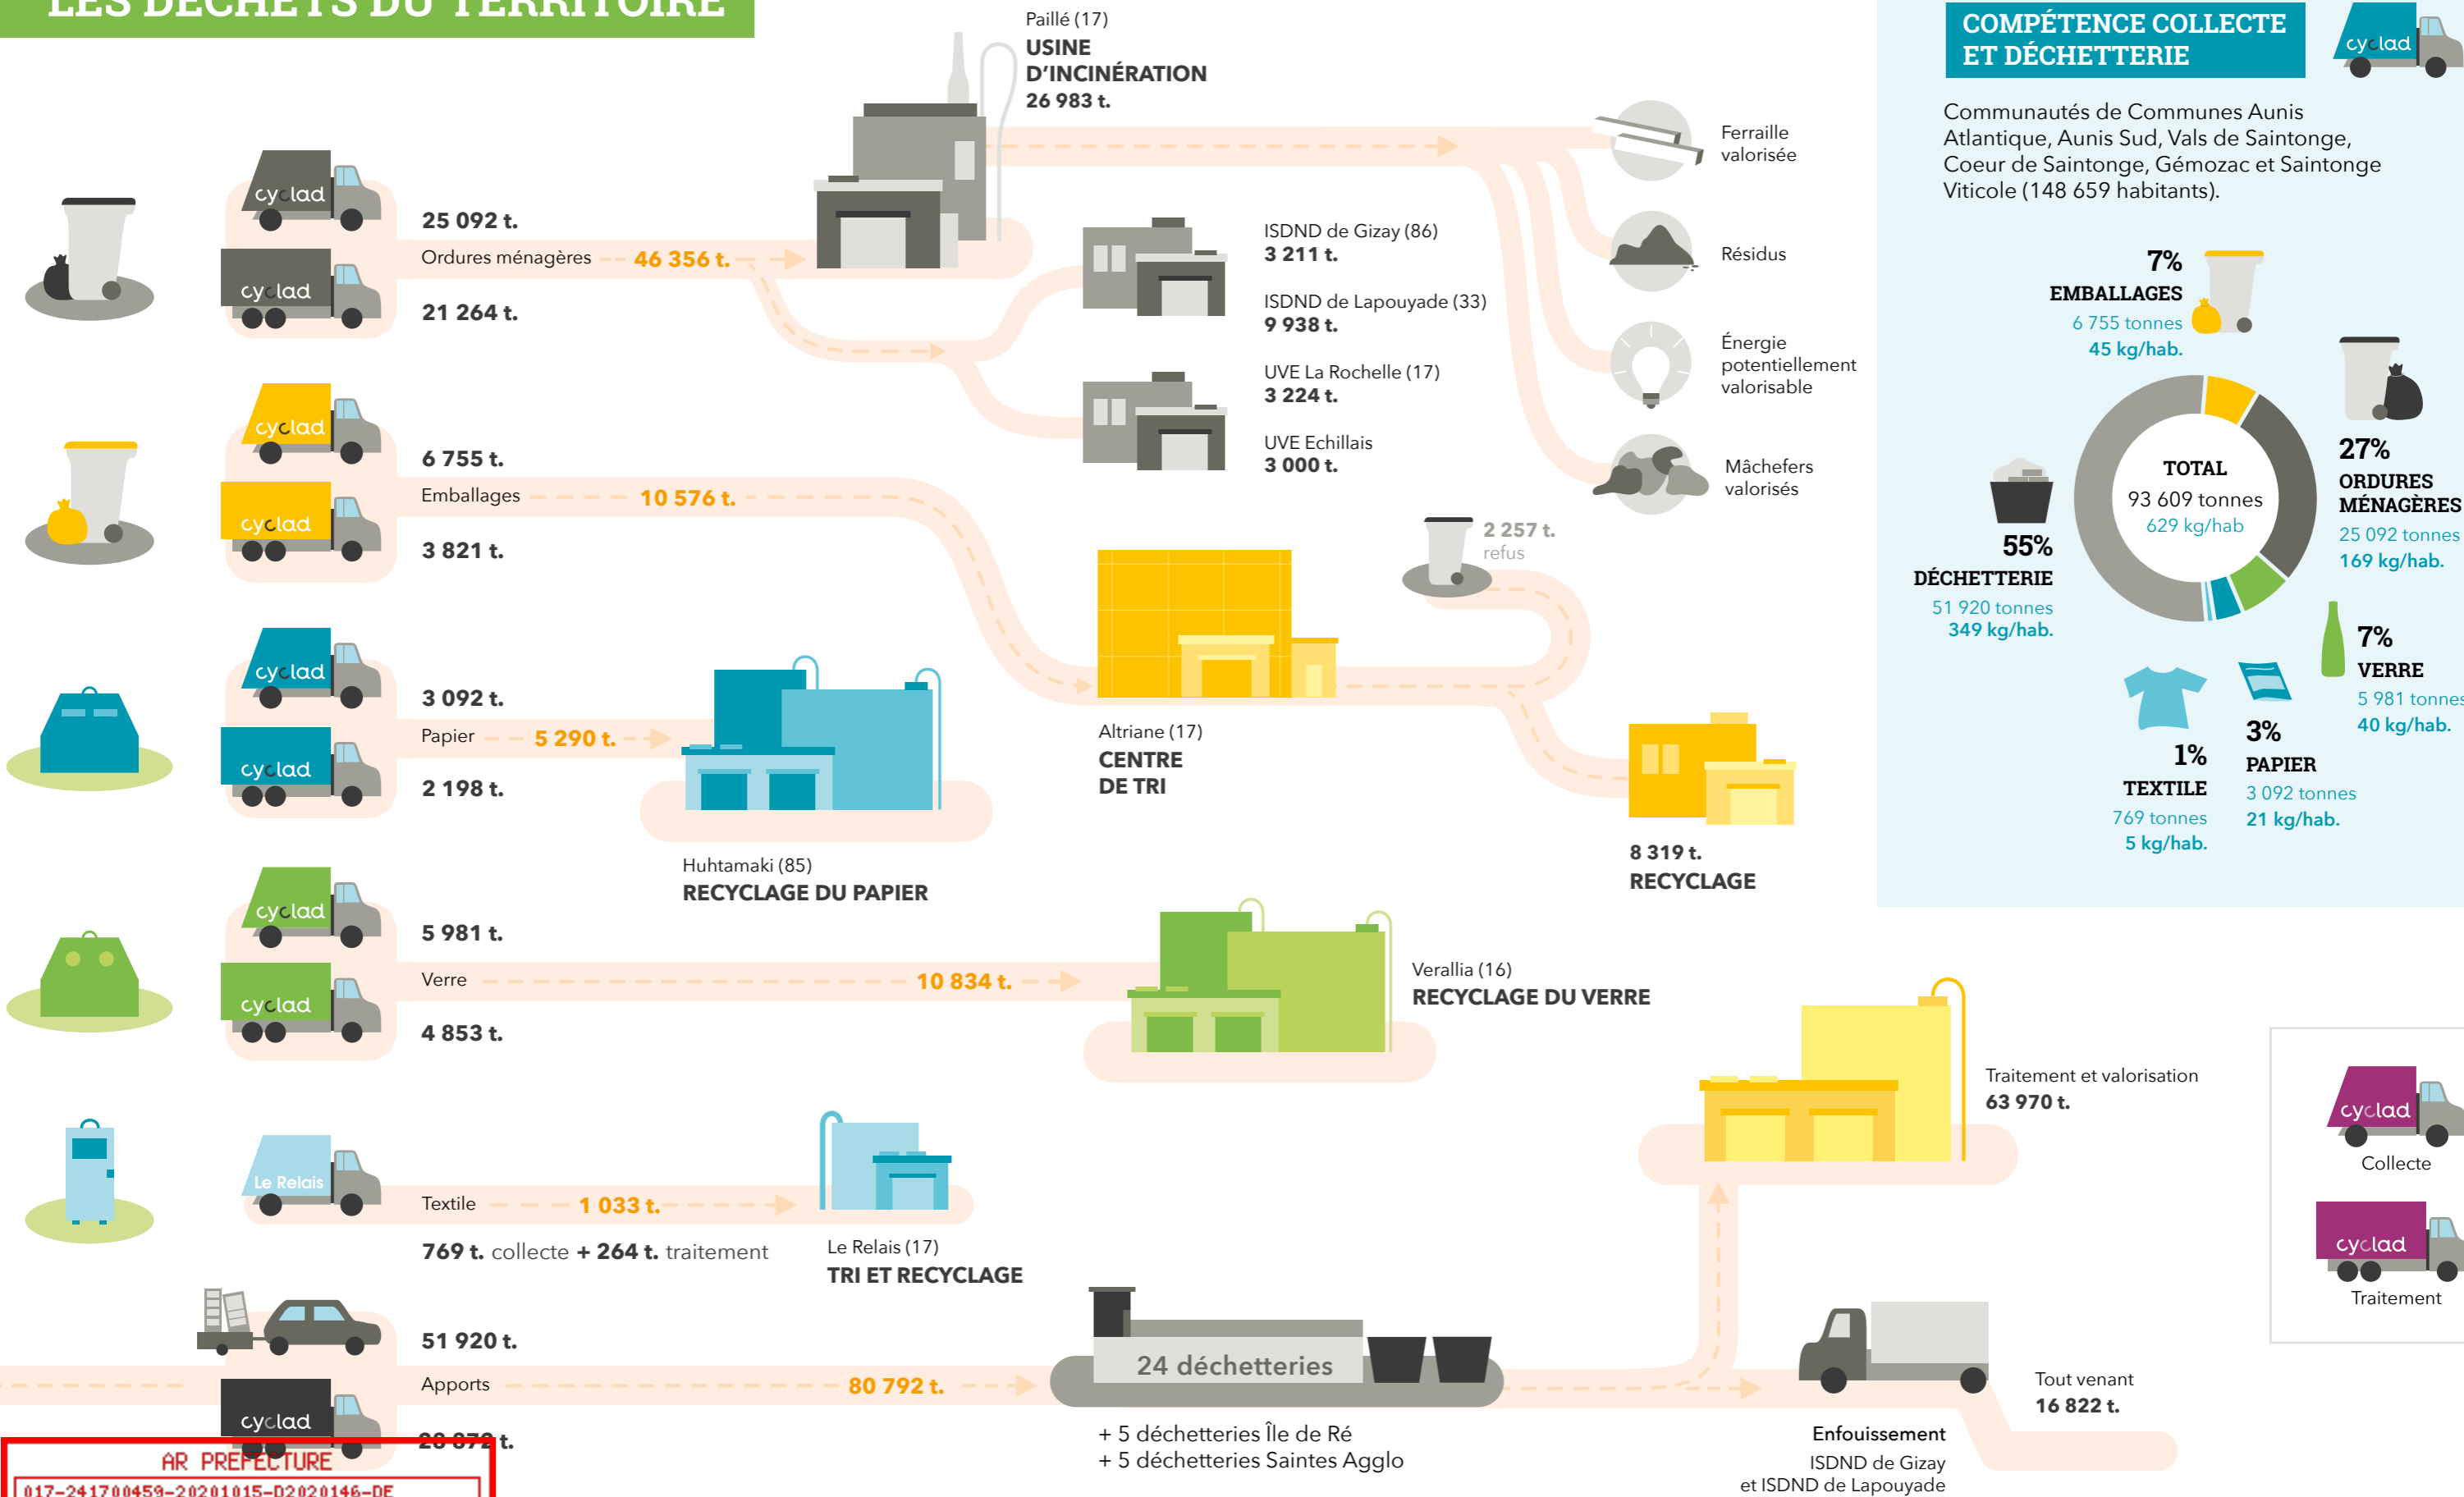 LES DÉCHETS DU TERRITOIRE
Paillé (17)
USINE
D'INCINÉRATION
26 983 t.
cyclad
cyclad
25 092 t.
Ordures ménagères
46 356 t.
21 264 t.
ISDND de Gizay (86)
3 211 t.
ISDND de Lapouyade (33)
9 938 t.
UVE La Rochelle (17)
3 224 t.
UVE Echillais
3 000 t.
Ferraille
valorisée
Résidus
Énergie
potentiellement
valorisable
Mâchefers
valorisés
cyclad
cyclad
6 755 t.
Emballages
10 576 t.
3 821 t.
2 257 t.
refus
Altriane (17)
CENTRE
DE TRI
8 319 t.
RECYCLAGE
cyclad
cyclad
3 092 t.
Papier
5 290 t.
2 198 t.
Huhtamaki (85)
RECYCLAGE DU PAPIER
cyclad
cyclad
5 981 t.
Verre
10 834 t.
4 853 t.
Verallia (16)
RECYCLAGE DU VERRE
Le Relais
Textile
1 033 t.
769 t. collecte + 264 t. traitement
Le Relais (17)
TRI ET RECYCLAGE
cyclad
51 920 t.
Apports
80 792 t.
28 872 t.
24 déchetteries
+ 5 déchetteries Île de Ré
+ 5 déchetteries Saintes Agglo
Traitement et valorisation
63 970 t.
Tout venant
16 822 t.
Enfouissement
ISDND de Gizay
et ISDND de Lapouyade
COMPÉTENCE COLLECTE
ET DÉCHETTERIE
cyclad
Communautés de Communes Aunis
Atlantique, Aunis Sud, Vals de Saintonge,
Coeur de Saintonge, Gémozac et Saintonge
Viticole (148 659 habitants).
7%
EMBALLAGES
6 755 tonnes
45 kg/hab.
27%
ORDURES
MÉNAGÈRES
25 092 tonnes
169 kg/hab.
TOTAL
93 609 tonnes
629 kg/hab
55%
DÉCHETTERIE
51 920 tonnes
349 kg/hab.
7%
VERRE
5 981 tonnes
40 kg/hab.
3%
PAPIER
3 092 tonnes
21 kg/hab.
1%
TEXTILE
769 tonnes
5 kg/hab.
cyclad
Collecte
cyclad
Traitement
AR PREFECTURE
017-241700459-20201015-D2020146-DE